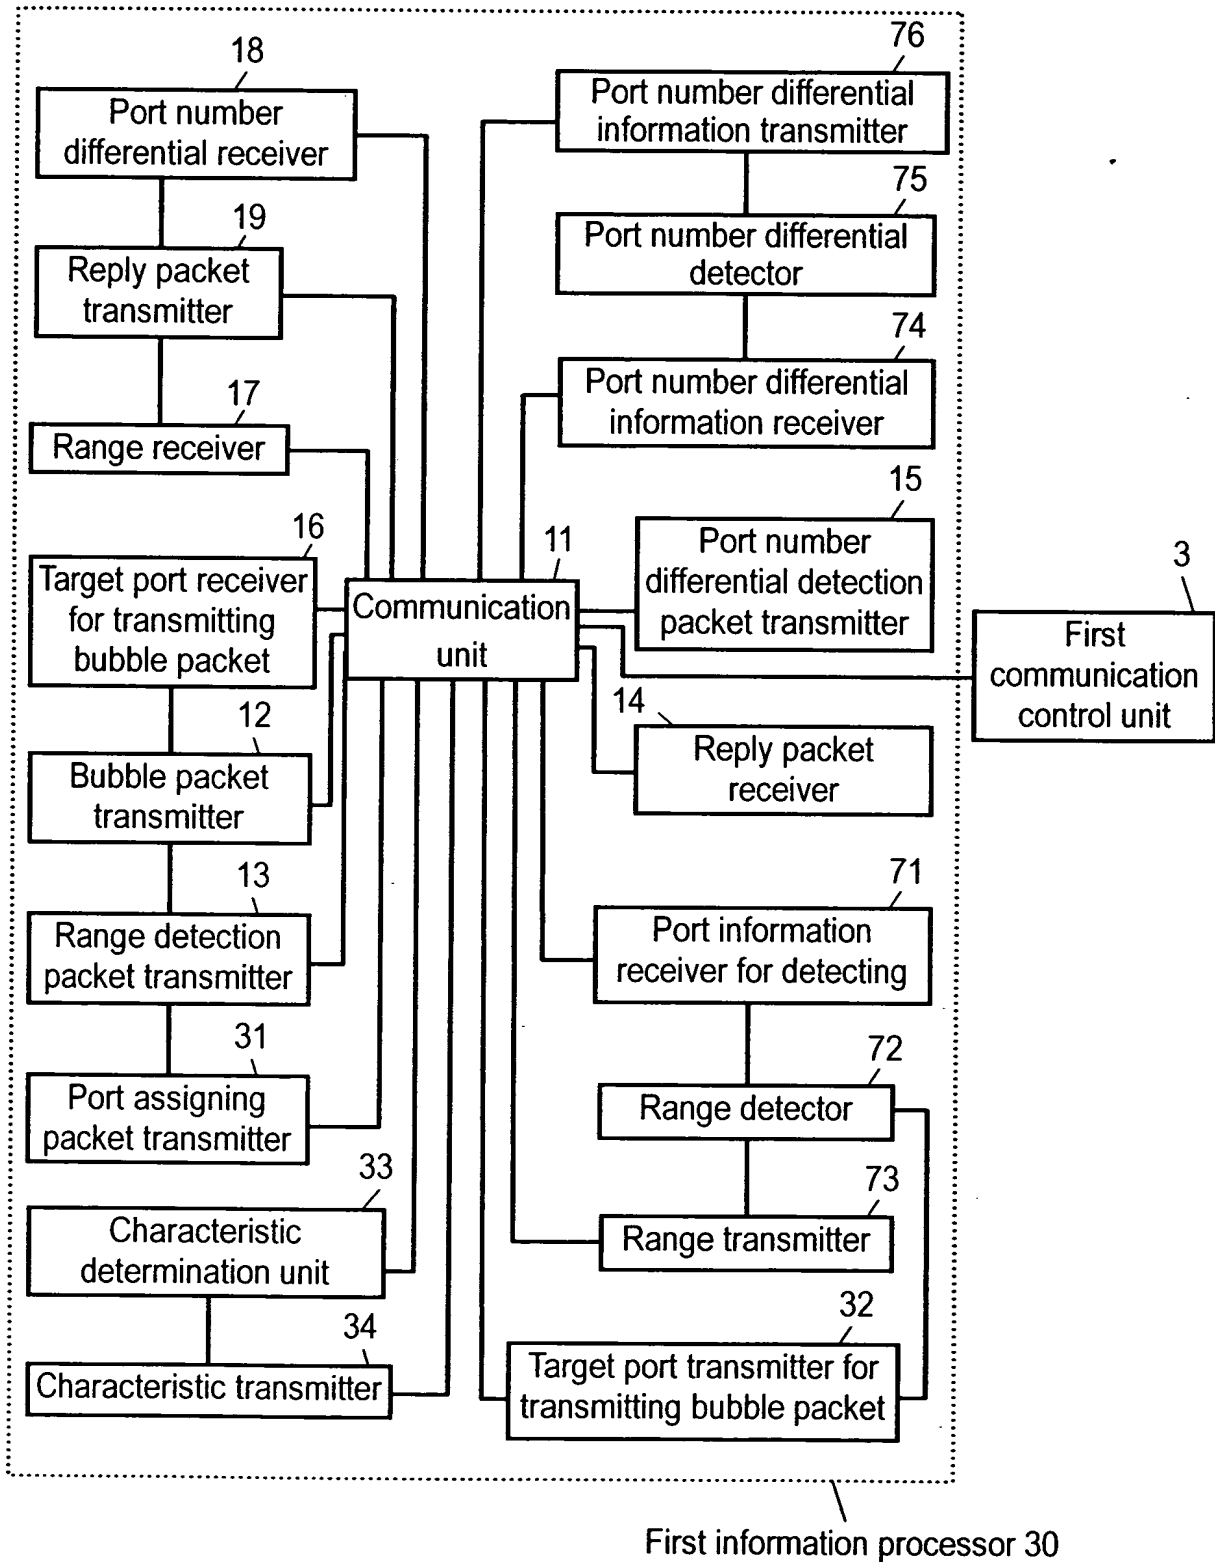 18
Port number
differential receiver
19
Reply packet
transmitter
17
Range receiver
16
Target port receiver
for transmitting
bubble packet
12
Bubble packet
transmitter
13
Range detection
packet transmitter
31
Port assigning
packet transmitter
33
Characteristic
determination unit
34
Characteristic transmitter
11
Communication
unit
76
Port number differential
information transmitter
75
Port number differential
detector
74
Port number differential
information receiver
15
Port number
differential detection
packet transmitter
14
Reply packet
receiver
71
Port information
receiver for detecting
72
Range detector
73
Range transmitter
32
Target port transmitter for
transmitting bubble packet
3
First
communication
control unit
First information processor 30